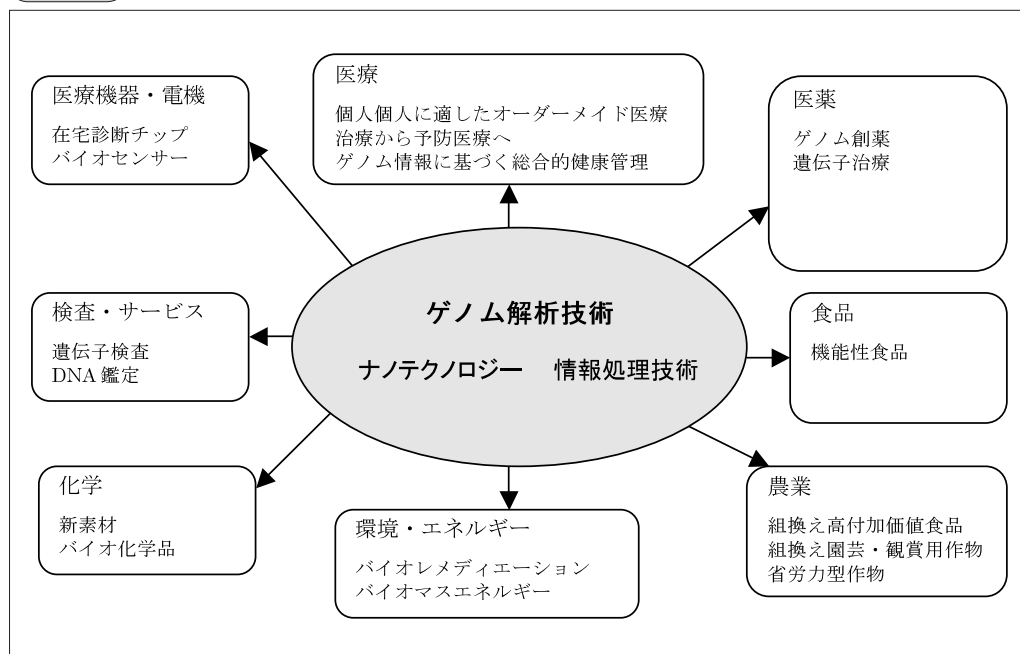 医療機器・電機
在宅診断チップ
バイオセンサー
医療
個人個人に適したオーダーメイド医療
治療から予防医療へ
ゲノム情報に基づく総合的健康管理
医薬
ゲノム創薬
遺伝子治療
ゲノム解析技術
ナノテクノロジー 情報処理技術
検査・サービス
遺伝子検査
DNA 鑑定
食品
機能性食品
化学
新素材
バイオ化学品
環境・エネルギー
バイオレメディエーション
バイオマスエネルギー
農業
組換え高付加価値食品
組換え園芸・観賞用作物
省労力型作物